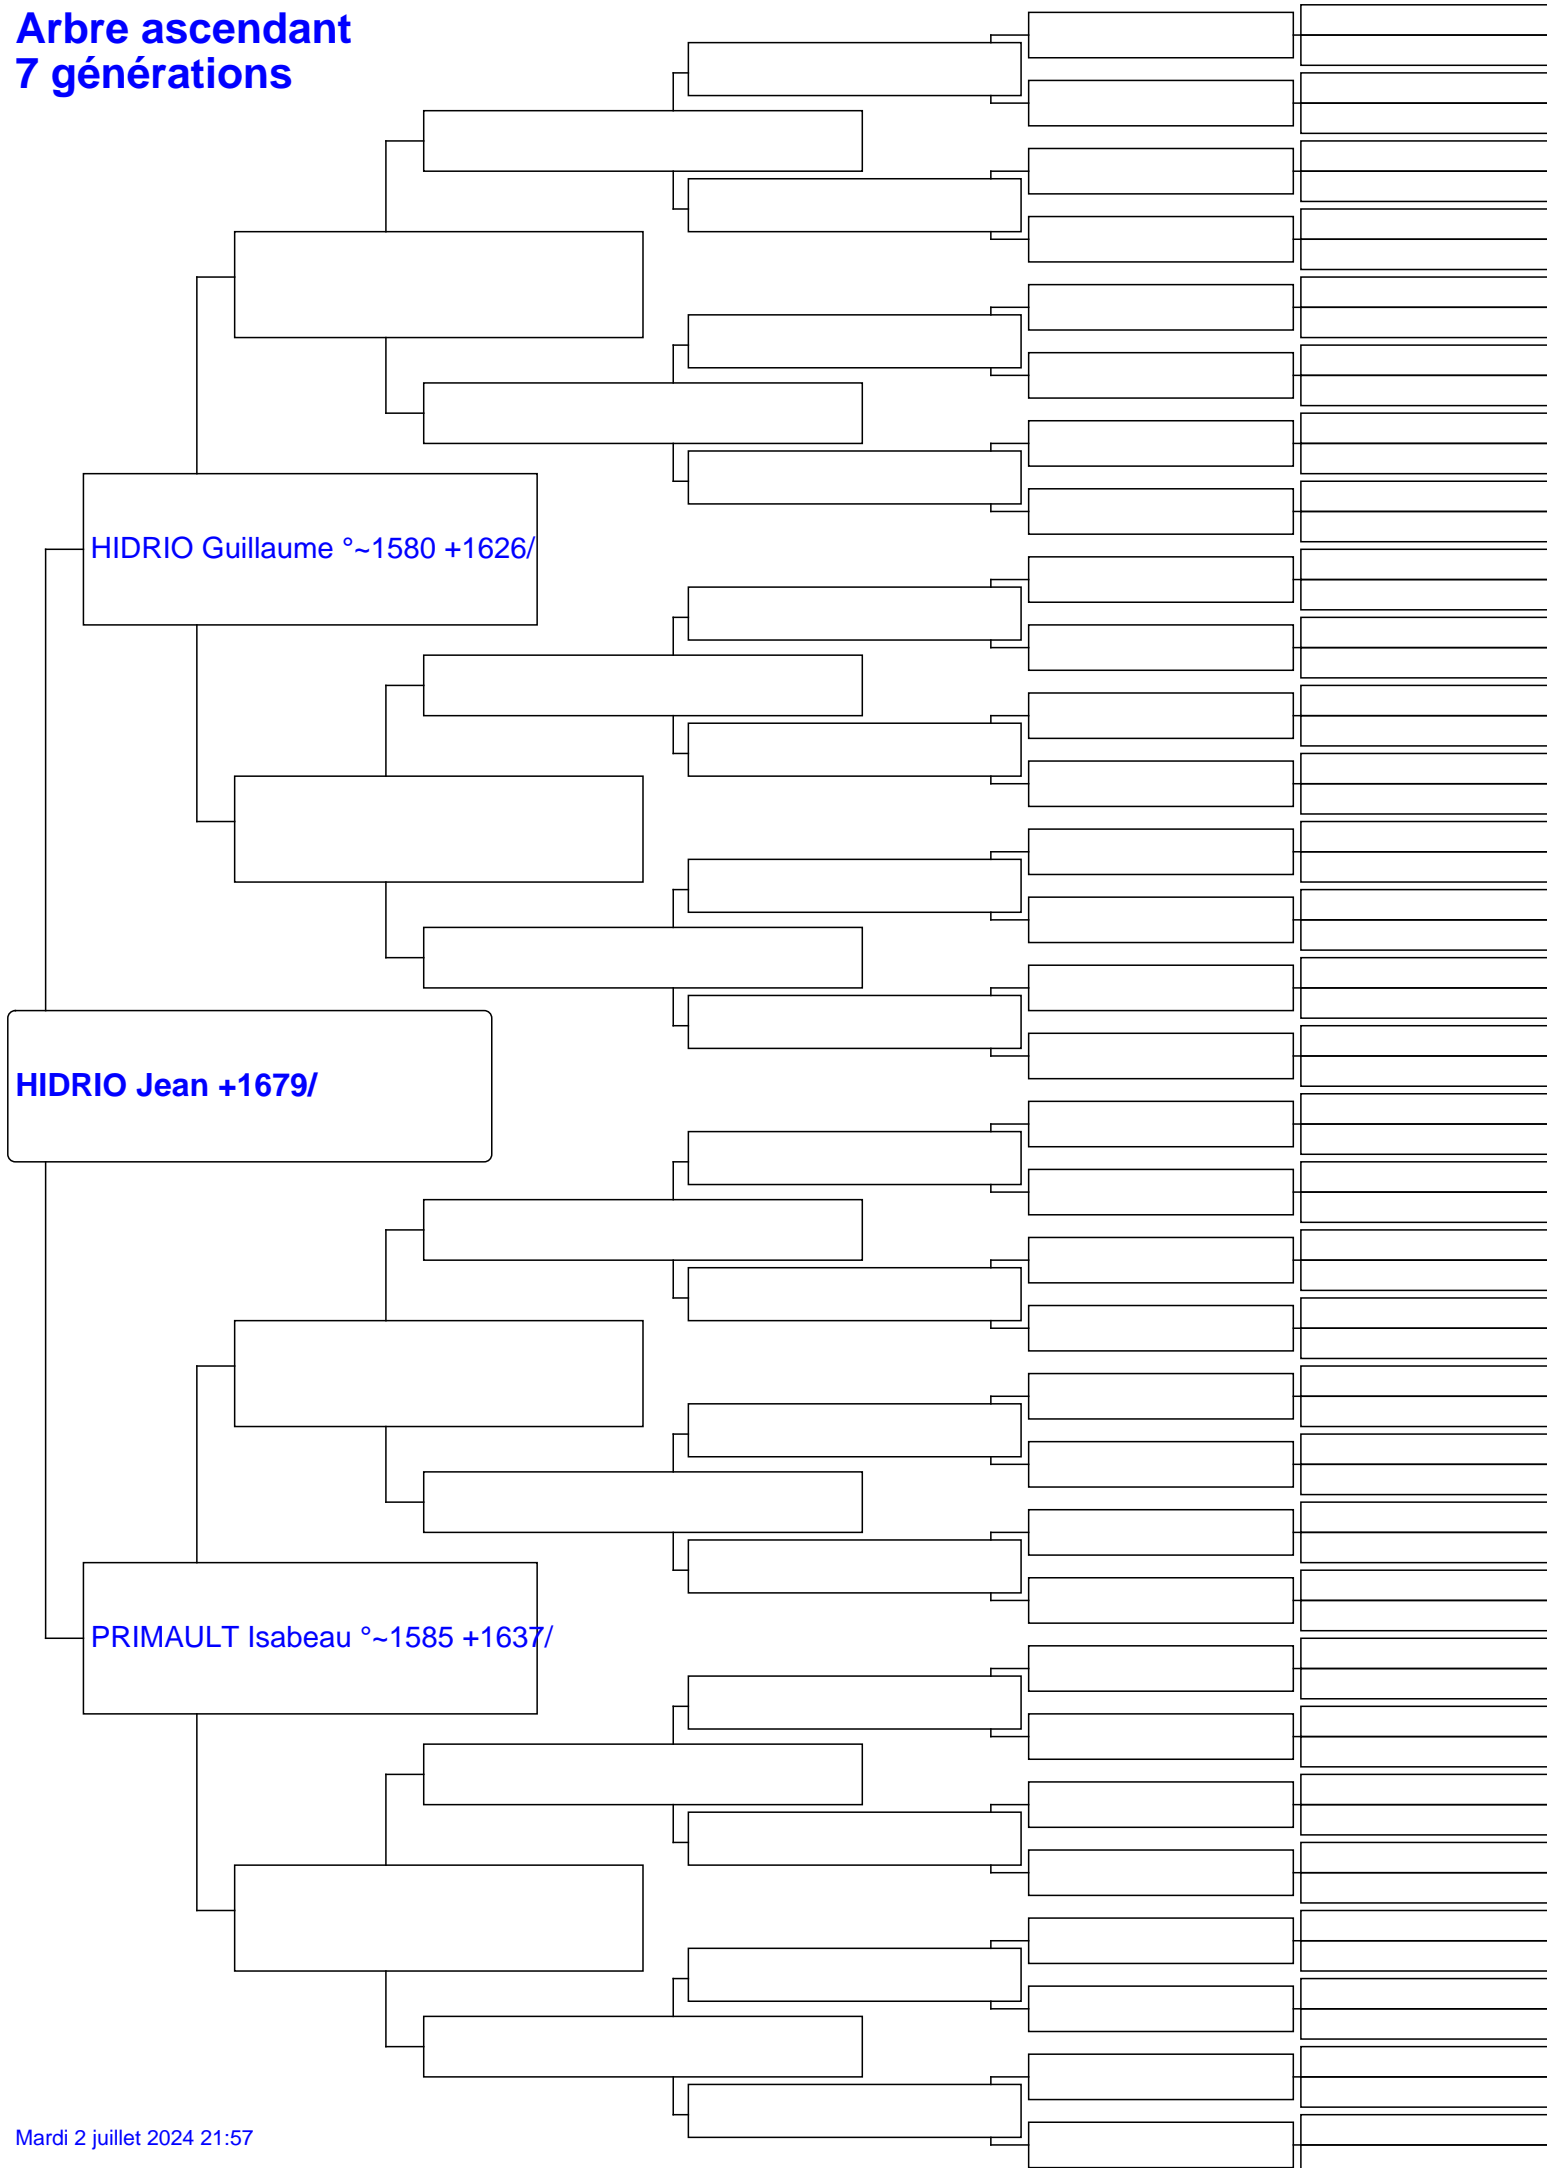 Arbre ascendant
7 générations
HIDRIO Guillaume °~1580 +1626/
HIDRIO Jean +1679/
PRIMAULT Isabeau °~1585 +1637/
Mardi 2 juillet 2024 21:57